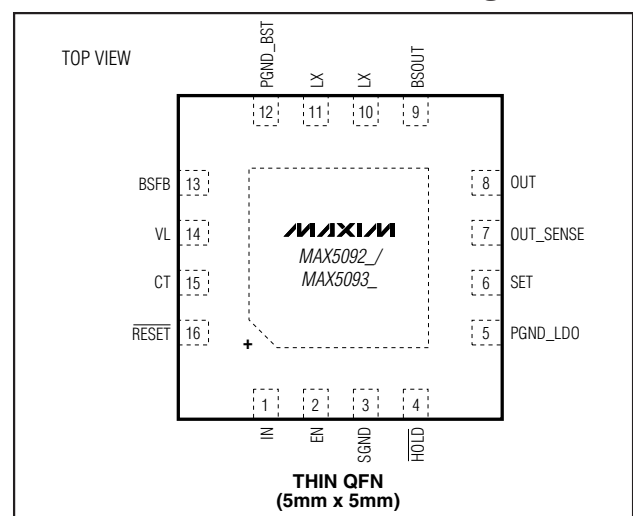 TOP VIEW
PGND_BST
LX
LX
BSOUT
12
11
10
9
BSFB 13
8 OUT
VL 14
7 OUT_SENSE
CT 15
6 SET
RESET 16
5 PGND_LDO
MAXIM
MAX5092_/
MAX5093_
+
1
2
3
4
IN
EN
SGND
HOLD
THIN QFN
(5mm x 5mm)